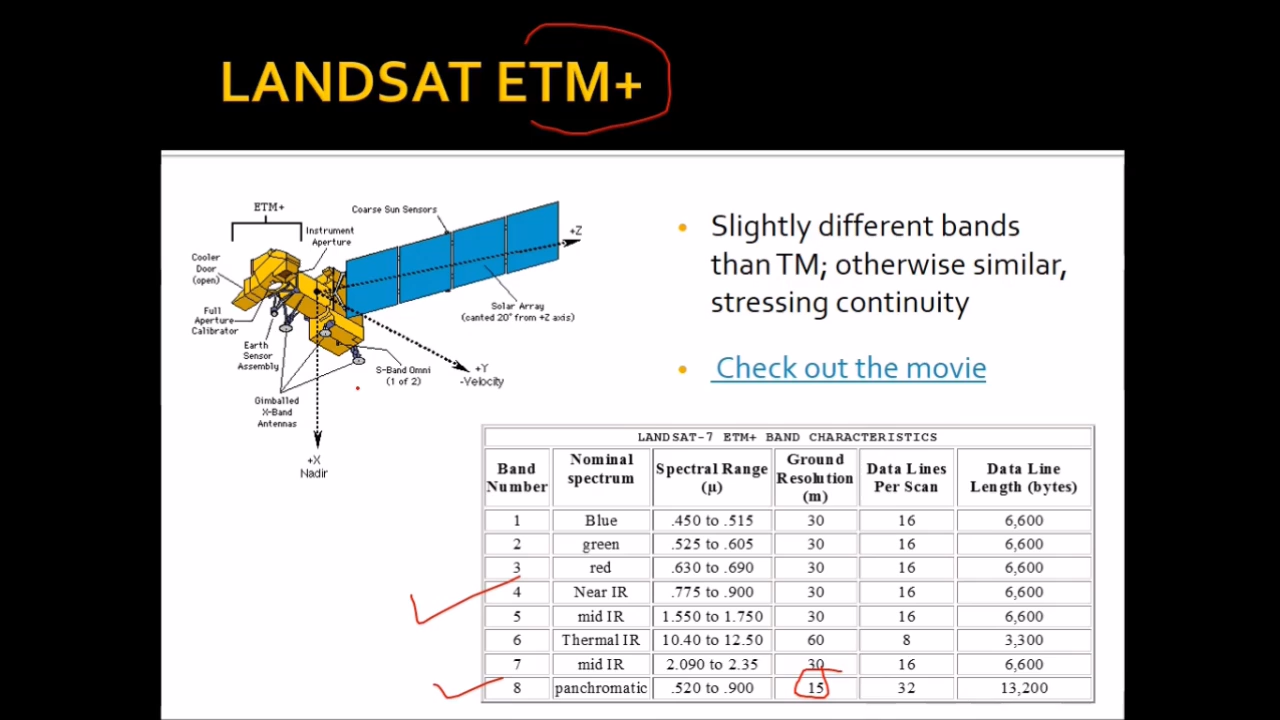 LANDSAT ETM+
ETM+
Coarse Sun Sensors
Instrument
Aperture
+Z
Cooler
Door
(open)
Solar Array
(canted 20° from +Z axis)
Full
Aperture
Calibrator
Earth
Sensor
Assembly
S-Band Omni
(1 of 2)
+Y
-Velocity
Gimballed
X-Band
Antennas
+X
Nadir
• Slightly different bands
than TM; otherwise similar,
stressing continuity
• Check out the movie
LANDSAT-7 ETM+ BAND CHARACTERISTICS
Band Number Nominal spectrum Spectral Range (µ) Ground Resolution (m) Data Lines Per Scan Data Line Length (bytes)
1 Blue .450 to .515 30 16 6,600
2 green .525 to .605 30 16 6,600
3 red .630 to .690 30 16 6,600
4 Near IR .775 to .900 30 16 6,600
5 mid IR 1.550 to 1.750 30 16 6,600
6 Thermal IR 10.40 to 12.50 60 8 3,300
7 mid IR 2.090 to 2.35 30 16 6,600
8 panchromatic .520 to .900 15 32 13,200